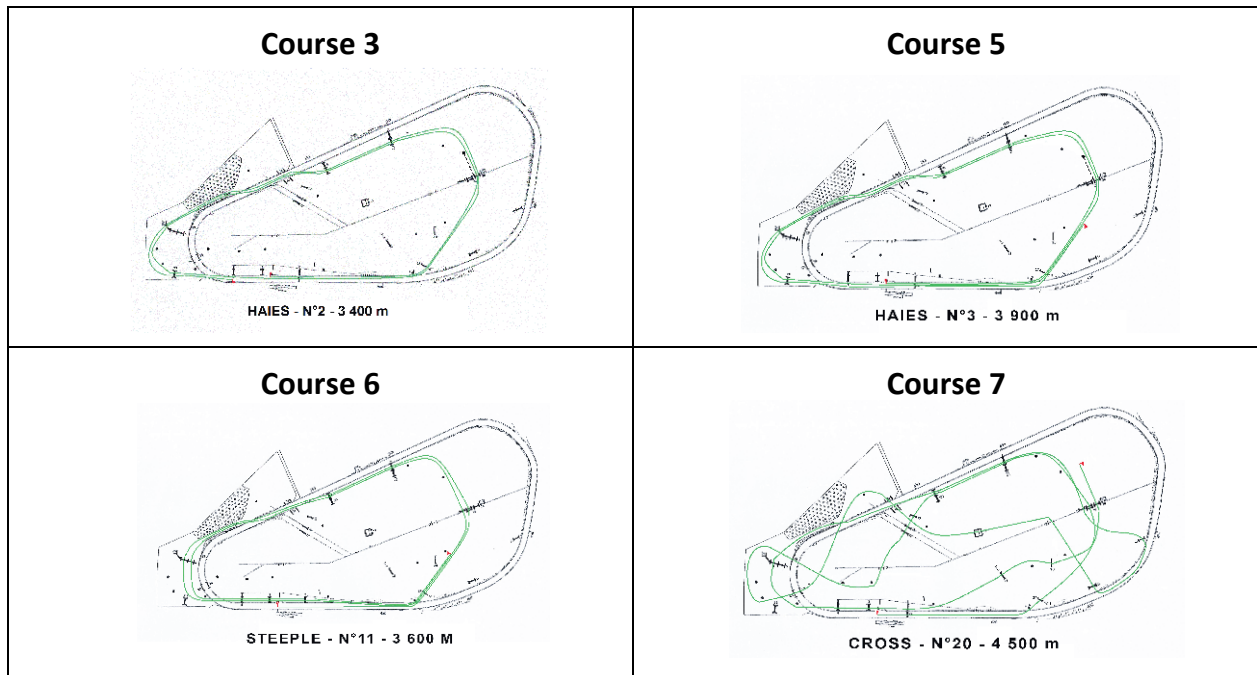 Course 3
HAIES - N°2 - 3 400 m
Course 5
HAIES - N°3 - 3 900 m
Course 6
STEEPLE - N°11 - 3 600 M
Course 7
CROSS - N°20 - 4 500 m